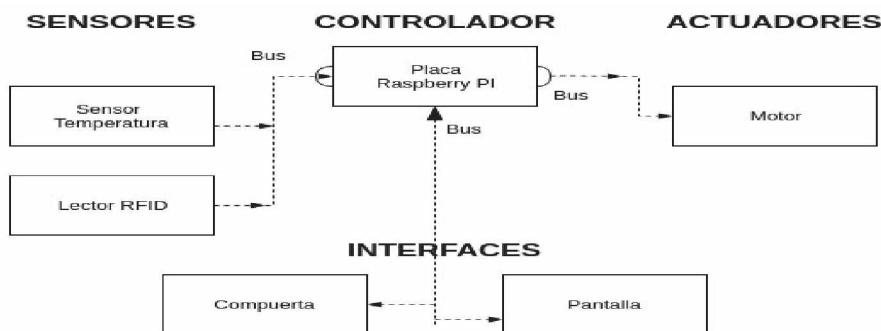 SENSORES
CONTROLADOR
ACTUADORES
Bus
Placa
Raspberry PI
Bus
Sensor
Temperatura
Bus
Motor
Lector RFID
INTERFACES
Compuerta
Pantalla